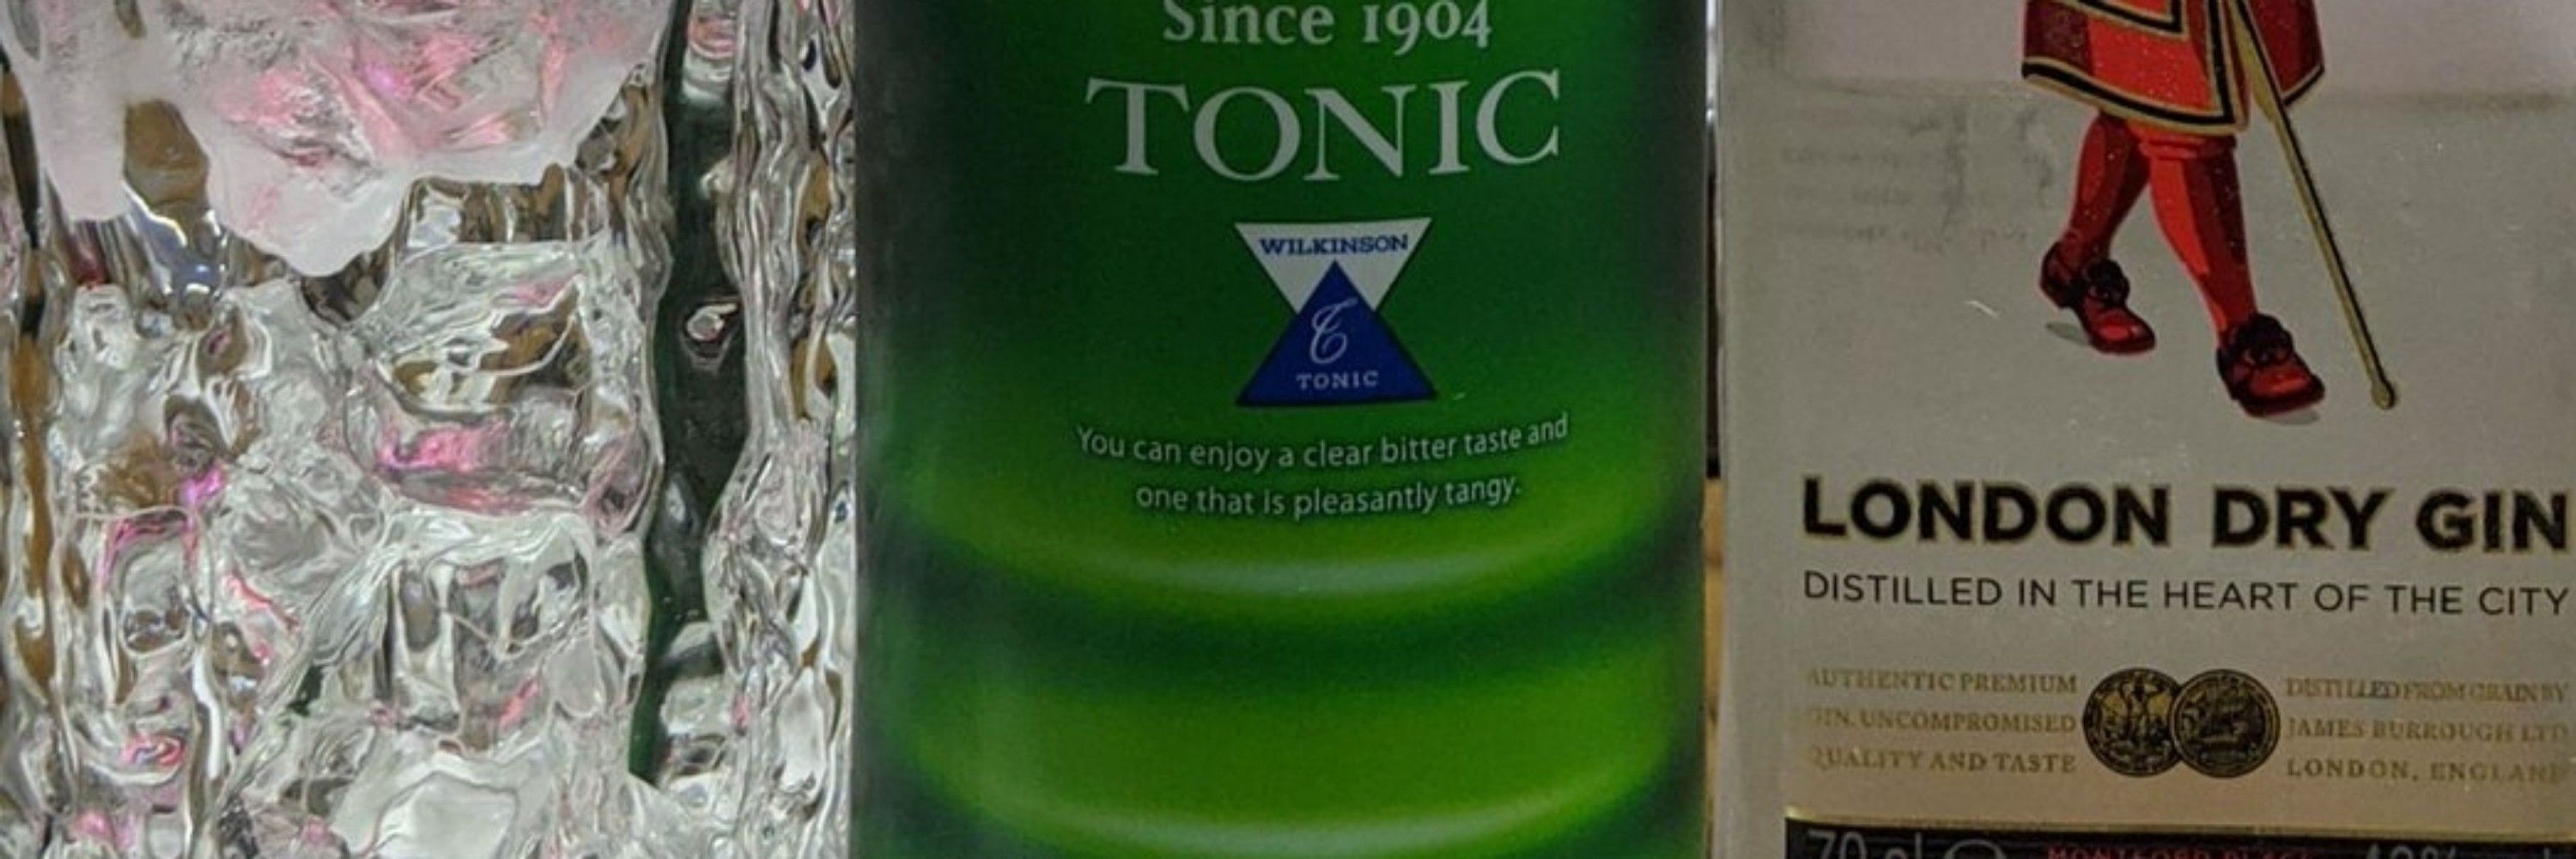 Since 1904
TONIC
WILKINSON
T
TONIC
You can enjoy a clear bitter taste and
one that is pleasantly tangy.
LONDON DRY GIN
DISTILLED IN THE HEART OF THE CITY
AUTHENTIC PREMIUM
GIN. UNCOMPROMISED
QUALITY AND TASTE
DISTILLED FROM GRAIN BY
JAMES BURROUGH LTD
LONDON, ENGLAND
70 cl